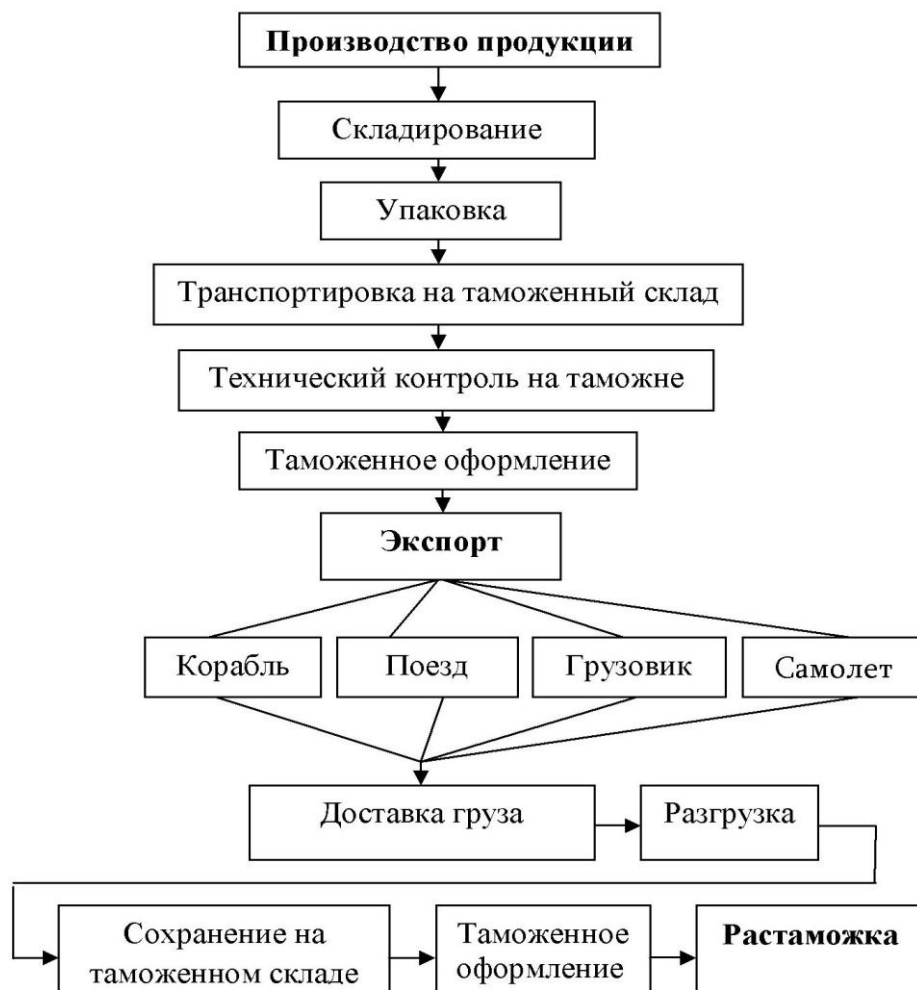 Производство продукции
Складирование
Упаковка
Транспортировка на таможенный склад
Технический контроль на таможне
Таможенное оформление
Экспорт
Корабль
Поезд
Грузовик
Самолет
Доставка груза
Разгрузка
Сохранение на
таможенном складе
Таможенное
оформление
Растаможка